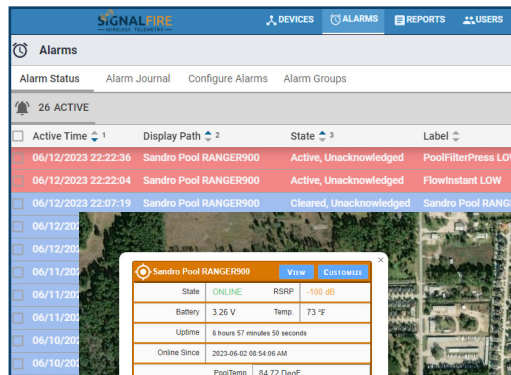 SIGNALFIRE
WIRELESS TELEMETRY
DEVICES ALARMS REPORTS USERS
Alarms
Alarm Status Alarm Journal Configure Alarms Alarm Groups
26 ACTIVE
Active Time 1 Display Path 2 State 3 Label
06/12/2023 22:22:36 Sandro Pool RANGER900 Active, Unacknowledged PoolFilterPress LOW
06/12/2023 22:22:04 Sandro Pool RANGER900 Active, Unacknowledged FlowInstant LOW
06/12/2023 22:07:19 Sandro Pool RANGER900 Cleared, Unacknowledged Sandro Pool RANG
06/12/202
06/12/202
06/11/202
06/11/202
06/11/202
06/10/202
06/10/202
Sandro Pool RANGER900 VIEW CUSTOMIZE ×
State ONLINE RSRP -100 dB
Battery 3.26 V Temp. 73 °F
Uptime 6 hours 57 minutes 50 seconds
Online Since 2023-06-02 08:54:06 AM
PoolTemp 84.72 DegF